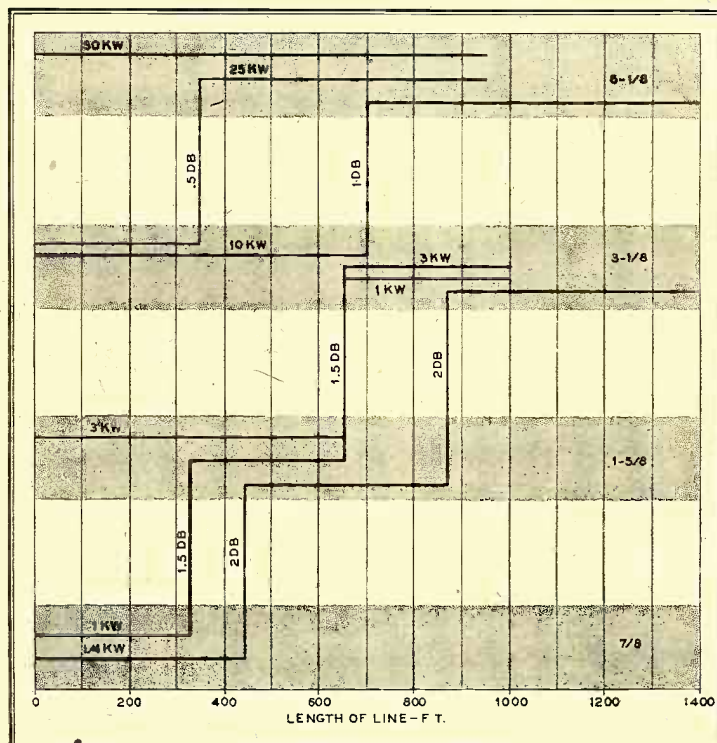 50 KW
25 KW
6-1/8
.5 DB
1 DB
10 KW
3 KW
3-1/8
1 KW
1.5 DB
2 DB
3 KW
1-5/8
1.5 DB
2 DB
1 KW
1/4 KW
7/8
0 200 400 600 800 1000 1200 1400
LENGTH OF LINE-FT.